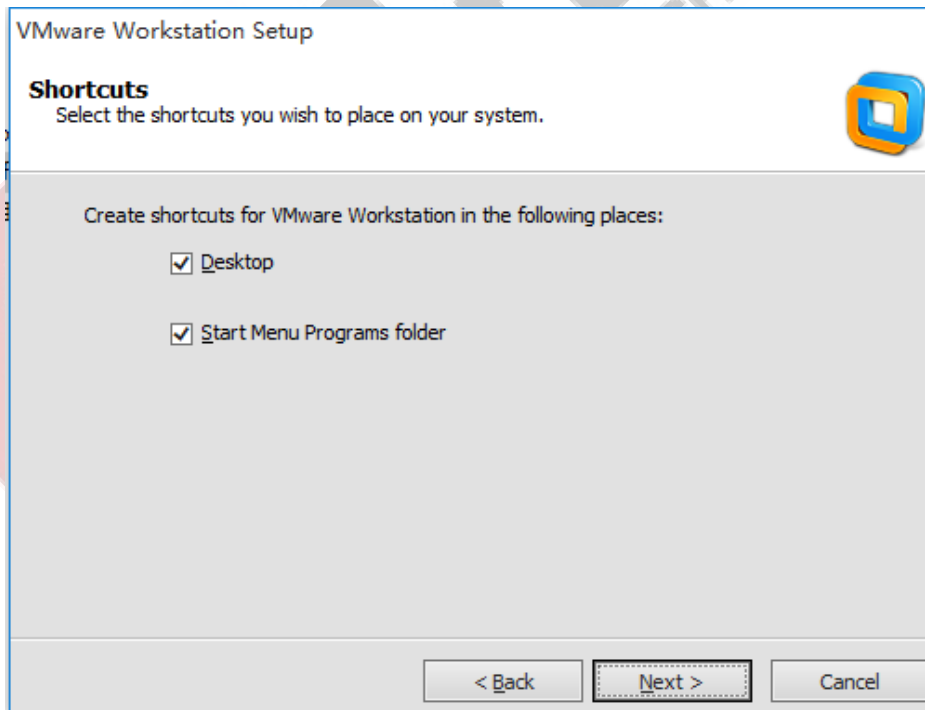 VMware Workstation Setup
Shortcuts
Select the shortcuts you wish to place on your system.
Create shortcuts for VMware Workstation in the following places:
Desktop
Start Menu Programs folder
< Back
Next >
Cancel